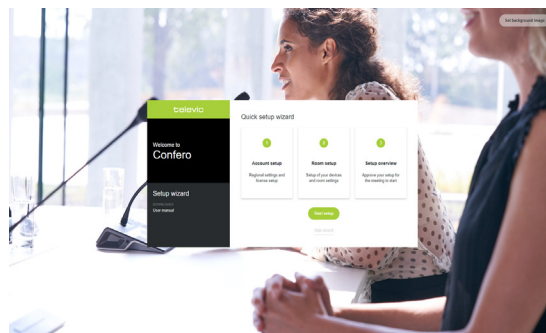 Set background image
televic
Quick setup wizard
Welcome to
Confero
1
2
3
Account setup
Room setup
Setup overview
Regional settings and
license setup
Setup of your devices
and room settings
Approve your setup for
the meeting to start
Setup wizard
User manual
Start setup